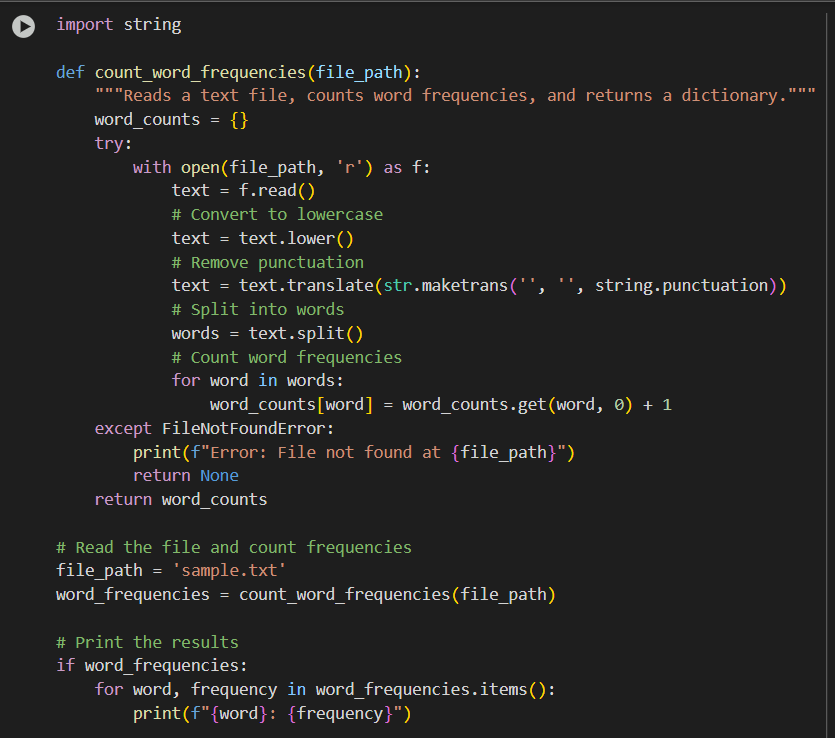 import string

def count_word_frequencies(file_path):
    """Reads a text file, counts word frequencies, and returns a dictionary."""
    word_counts = {}
    try:
        with open(file_path, 'r') as f:
            text = f.read()
            # Convert to lowercase
            text = text.lower()
            # Remove punctuation
            text = text.translate(str.maketrans('', '', string.punctuation))
            # Split into words
            words = text.split()
            # Count word frequencies
            for word in words:
                word_counts[word] = word_counts.get(word, 0) + 1
    except FileNotFoundError:
        print(f"Error: File not found at {file_path}")
        return None
    return word_counts

# Read the file and count frequencies
file_path = 'sample.txt'
word_frequencies = count_word_frequencies(file_path)

# Print the results
if word_frequencies:
    for word, frequency in word_frequencies.items():
        print(f"{word}: {frequency}")